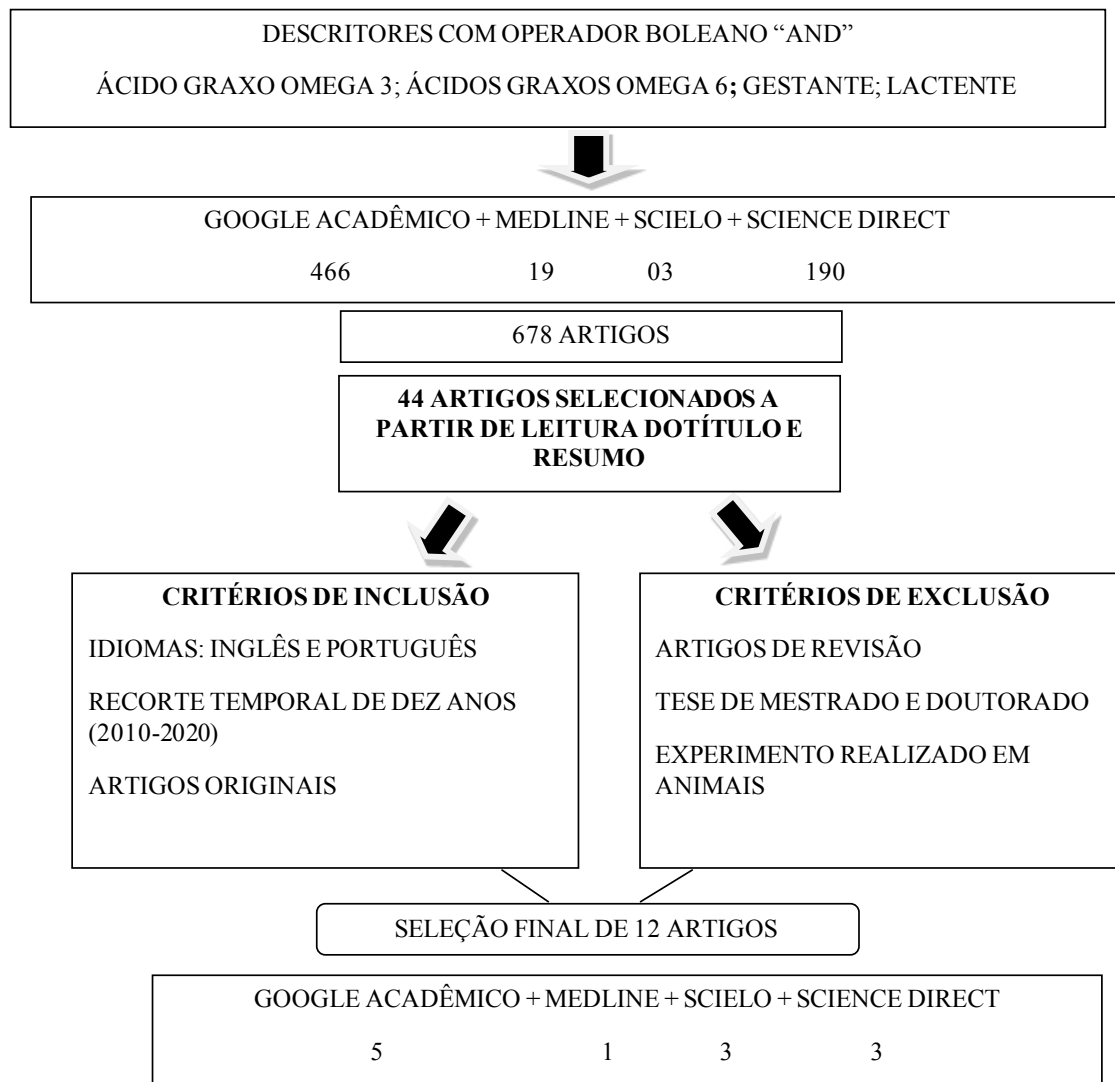 DESCRITORES COM OPERADOR BOLEANO “AND”
ÁCIDO GRAXO OMEGA 3; ÁCIDOS GRAXOS OMEGA 6; GESTANTE; LACTENTE
GOOGLE ACADÊMICO + MEDLINE + SCIELO + SCIENCE DIRECT
466 19 03 190
678 ARTIGOS
44 ARTIGOS SELECIONADOS A
PARTIR DE LEITURA DOTÍTULO E
RESUMO
CRITÉRIOS DE INCLUSÃO
IDIOMAS: INGLÊS E PORTUGUÊS
RECORTE TEMPORAL DE DEZ ANOS
(2010-2020)
ARTIGOS ORIGINAIS
CRITÉRIOS DE EXCLUSÃO
ARTIGOS DE REVISÃO
TESE DE MESTRADO E DOUTORADO
EXPERIMENTO REALIZADO EM
ANIMAIS
SELEÇÃO FINAL DE 12 ARTIGOS
GOOGLE ACADÊMICO + MEDLINE + SCIELO + SCIENCE DIRECT
5 1 3 3